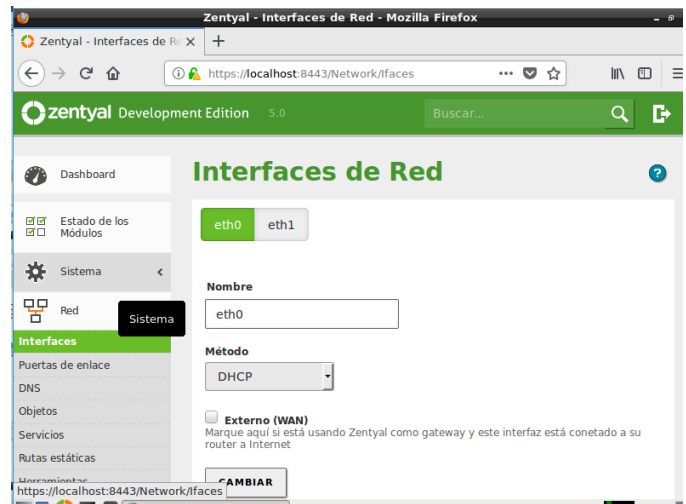 Zentyal - Interfaces de Red - Mozilla Firefox
Zentyal - Interfaces de Re
https://localhost:8443/Network/Ifaces
zentyal Development Edition 5.0
Buscar...
Dashboard
Estado de los
Módulos
Sistema
Red
Sistema
Interfaces
Puertas de enlace
DNS
Objetos
Servicios
Rutas estáticas
Herramientas
https://localhost:8443/Network/Ifaces
Interfaces de Red
eth0 eth1
Nombre
eth0
Método
DHCP
Externo (WAN)
Marque aquí si está usando Zentyal como gateway y este interfaz está conetado a su
router a Internet
CAMBIAR